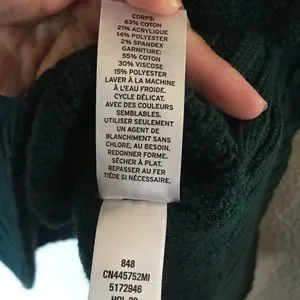 CORPS:
63% COTON
21% ACRYLIQUE
14% POLYESTER
2% SPANDEX
GARNITURE:
55% COTON
30% VISCOSE
15% POLYESTER
LAVER À LA MACHINE
À L'EAU FROIDE.
CYCLE DÉLICAT.
AVEC DES COULEURS
SEMBLABLES.
UTILISER SEULEMENT
UN AGENT DE
BLANCHIMENT SANS
CHLORE, AU BESOIN.
REDONNER FORME.
SÉCHER À PLAT.
REPASSER AU FER
TIÈDE SI NÉCESSAIRE.
848
CN445752MI
5172946